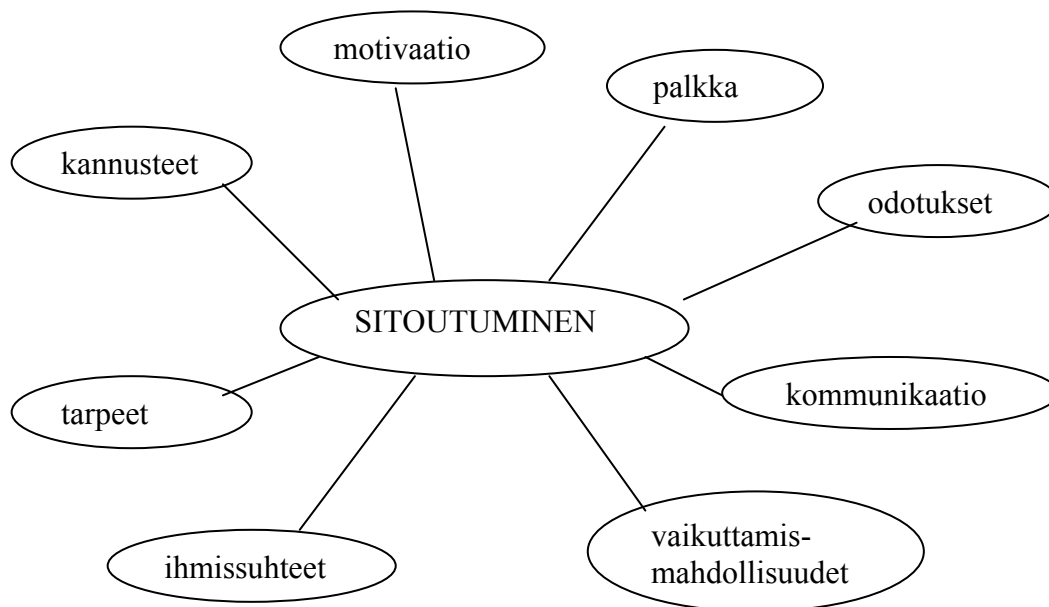 motivaatio
palkka
kannusteet
odotukset
SITOUTUMINEN
kommunikaatio
tarpeet
vaikuttamis-
mahdollisuudet
ihmissuhteet